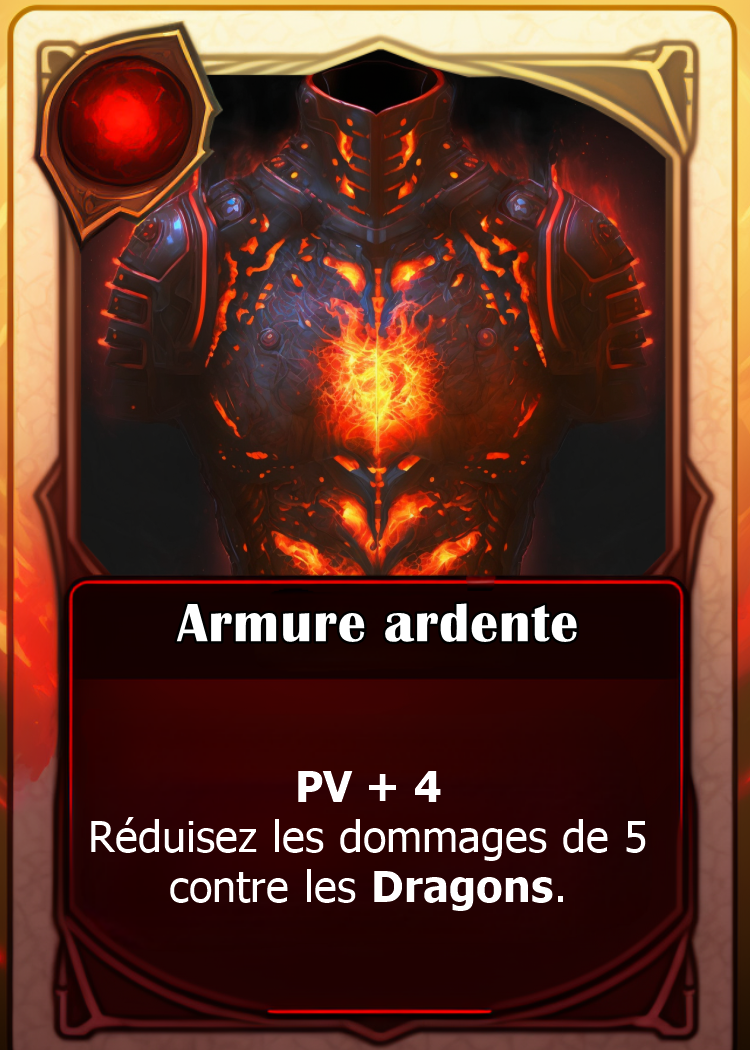 Armure ardente
PV + 4
Réduisez les dommages de 5
contre les Dragons.